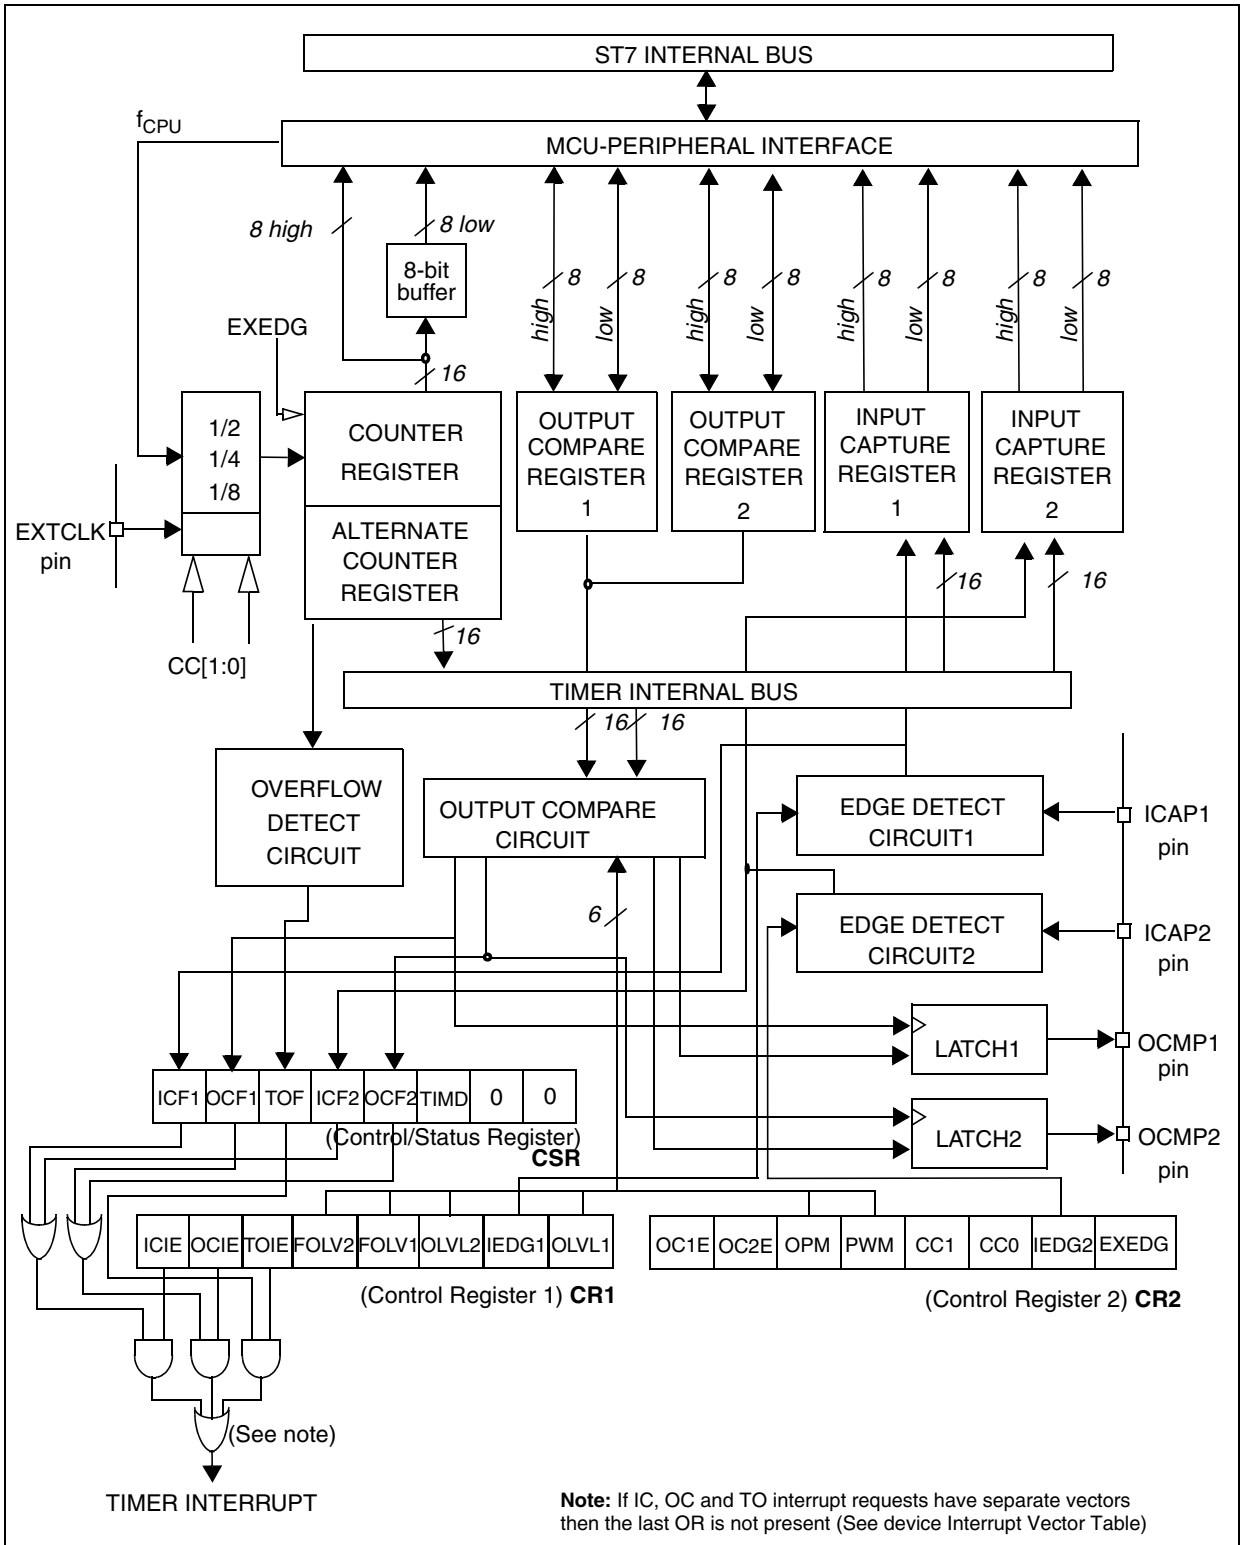 ST7 INTERNAL BUS
fCPU
MCU-PERIPHERAL INTERFACE
8 high
8 low
8-bit
buffer
8
8
8
8
8
8
8
8
high
low
high
low
high
low
high
low
EXEDG
16
1/2
1/4
1/8
COUNTER
REGISTER
ALTERNATE
COUNTER
REGISTER
OUTPUT
COMPARE
REGISTER
1
OUTPUT
COMPARE
REGISTER
2
INPUT
CAPTURE
REGISTER
1
INPUT
CAPTURE
REGISTER
2
EXTCLK
pin
CC[1:0]
16
16
16
TIMER INTERNAL BUS
16
16
OVERFLOW
DETECT
CIRCUIT
OUTPUT COMPARE
CIRCUIT
EDGE DETECT
CIRCUIT1
ICAP1
pin
6
EDGE DETECT
CIRCUIT2
ICAP2
pin
LATCH1
OCMP1
pin
LATCH2
OCMP2
pin
ICF1 OCF1 TOF ICF2 OCF2 TIMD 0 0
(Control/Status Register)
CSR
ICIE OCIE TOIE FOLV2 FOLV1 OLVL2 IEDG1 OLVL1
(Control Register 1) CR1
OC1E OC2E OPM PWM CC1 CC0 IEDG2 EXEDG
(Control Register 2) CR2
(See note)
TIMER INTERRUPT
Note: If IC, OC and TO interrupt requests have separate vectors
then the last OR is not present (See device Interrupt Vector Table)